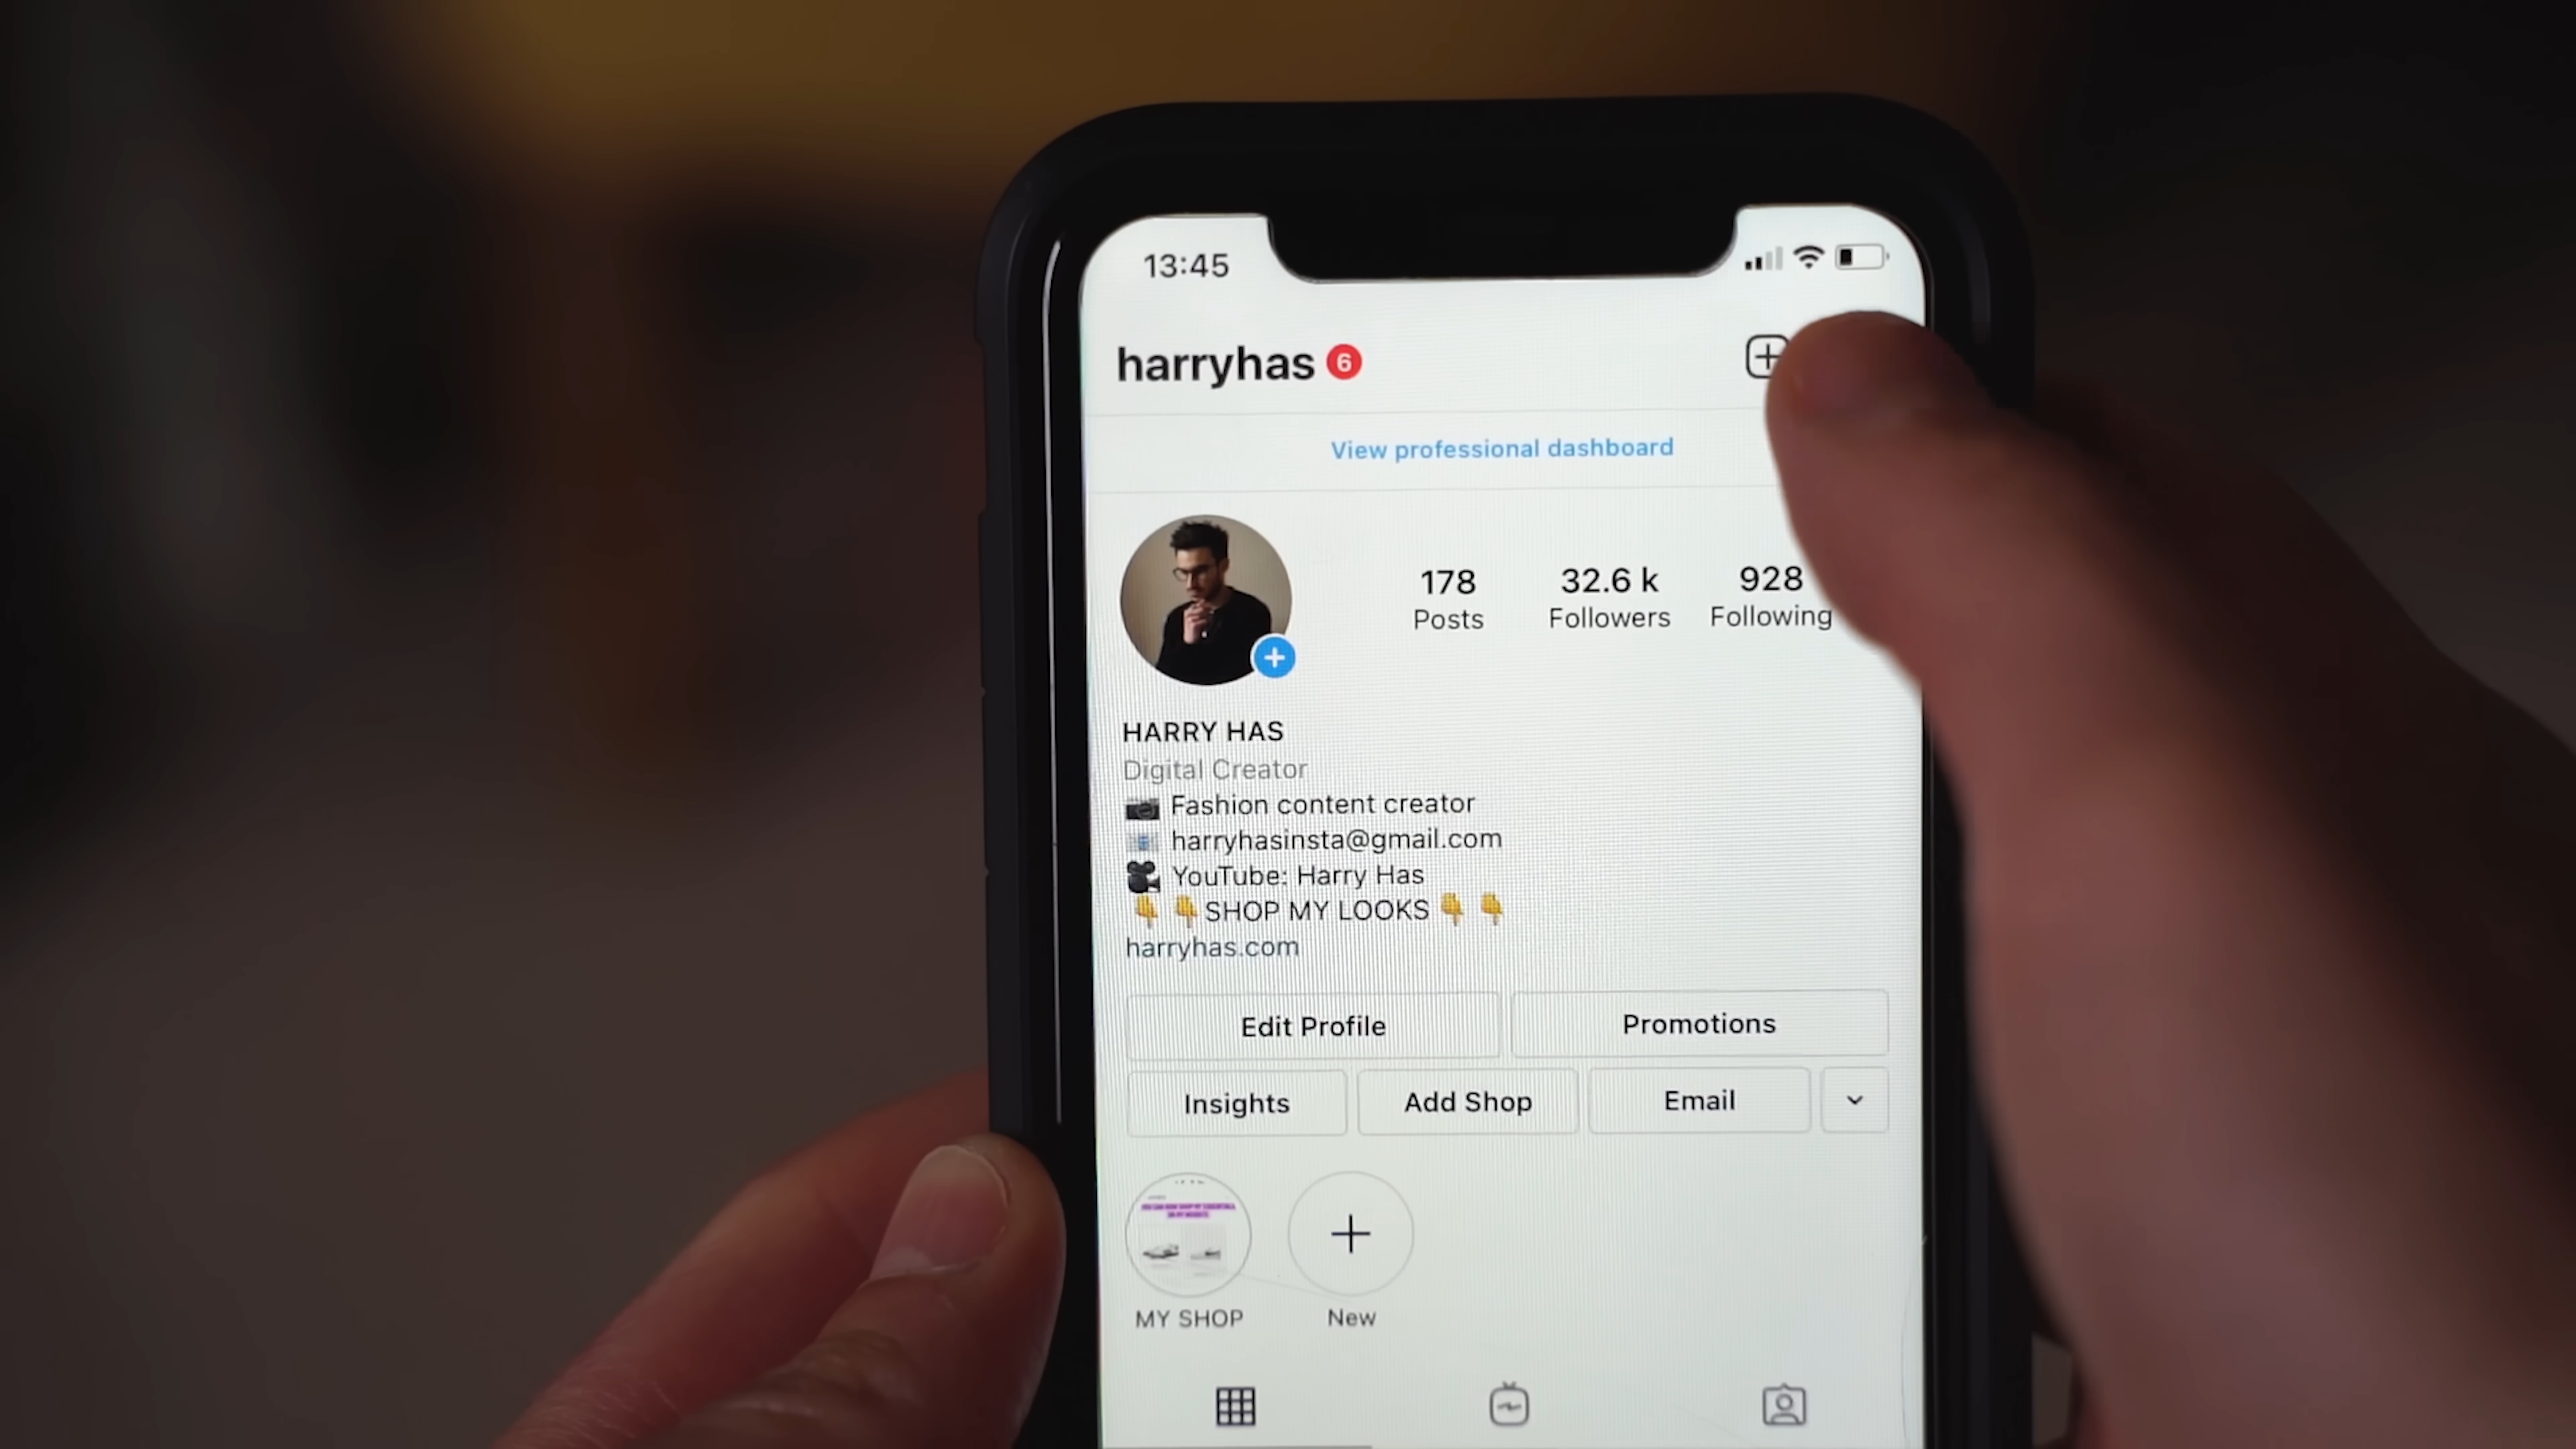 13:45
harryhas 6
View professional dashboard
178 32.6 k 928
Posts Followers Following
HARRY HAS
Digital Creator
📷 Fashion content creator
📧 harryhasinsta@gmail.com
🎥 YouTube: Harry Has
👇👇SHOP MY LOOKS👇👇
harryhas.com
Edit Profile Promotions
Insights Add Shop Email
MY SHOP New